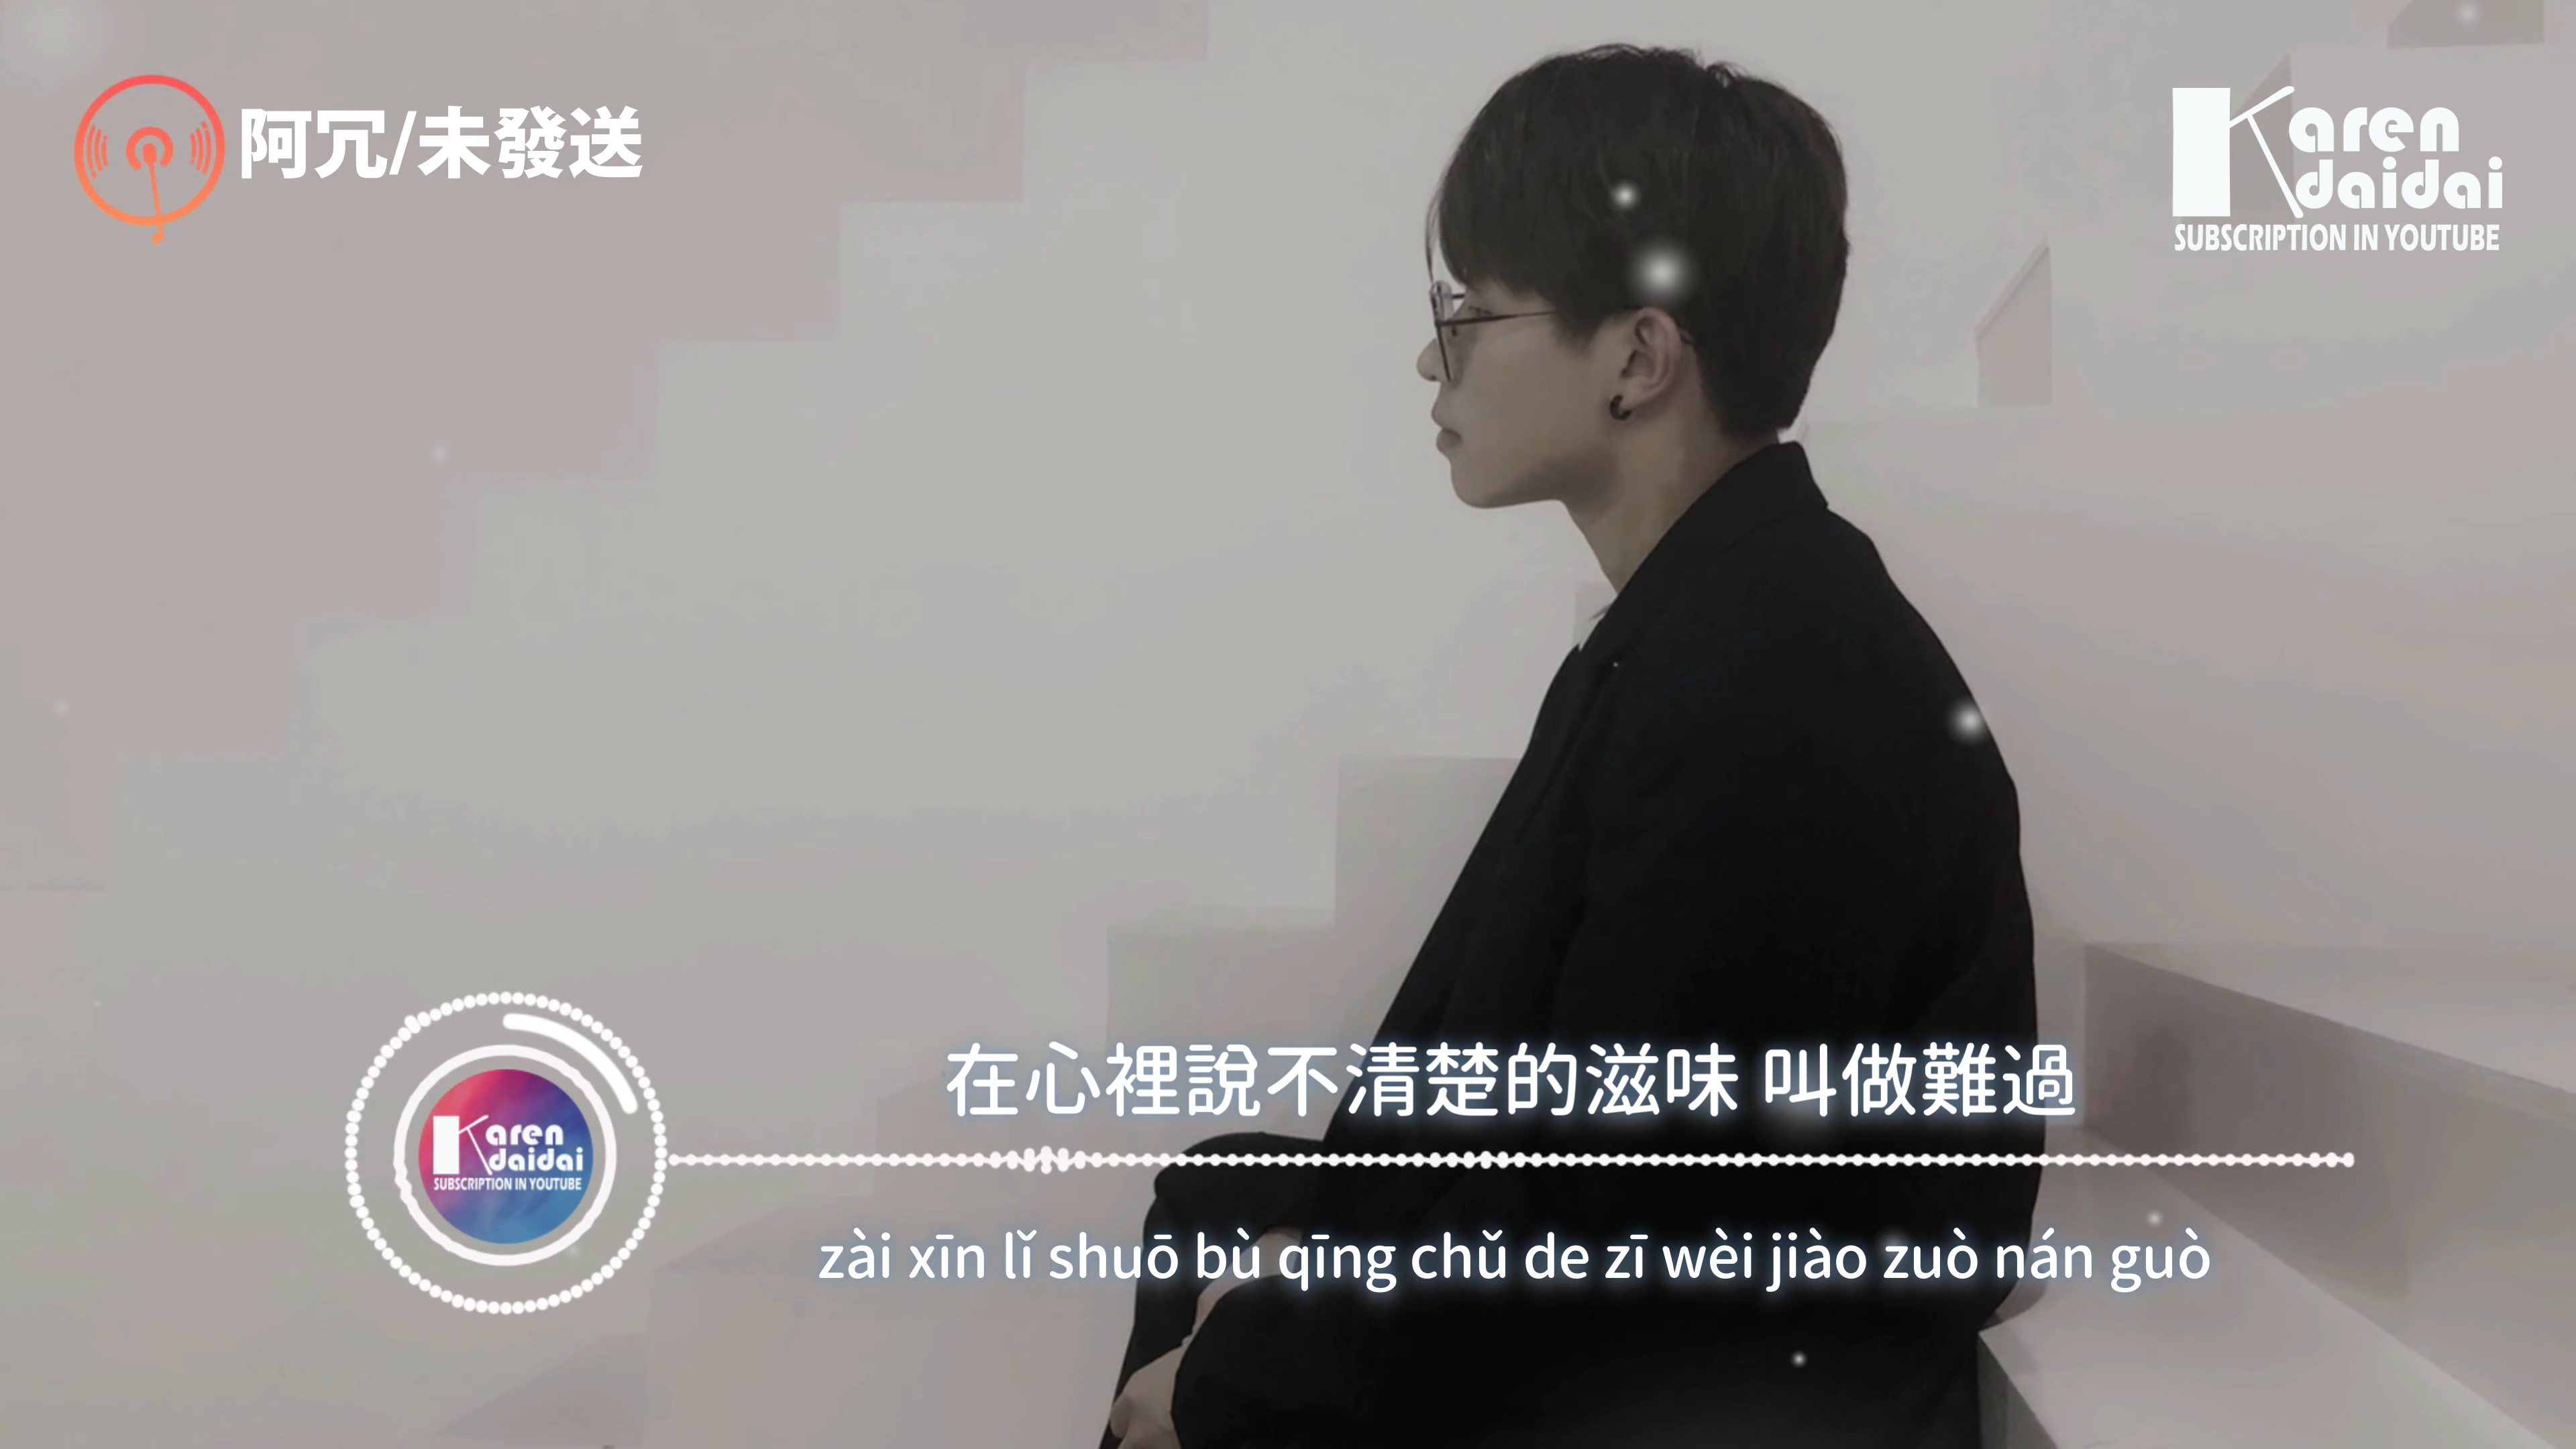 阿冗/未發送
Karen
daidai
SUBSCRIPTION IN YOUTUBE
在心裡說不清楚的滋味 叫做難過
Karen
daidai
SUBSCRIPTION IN YOUTUBE
zài xīn lǐ shuō bù qīng chǔ de zī wèi jiào zuò nán guò